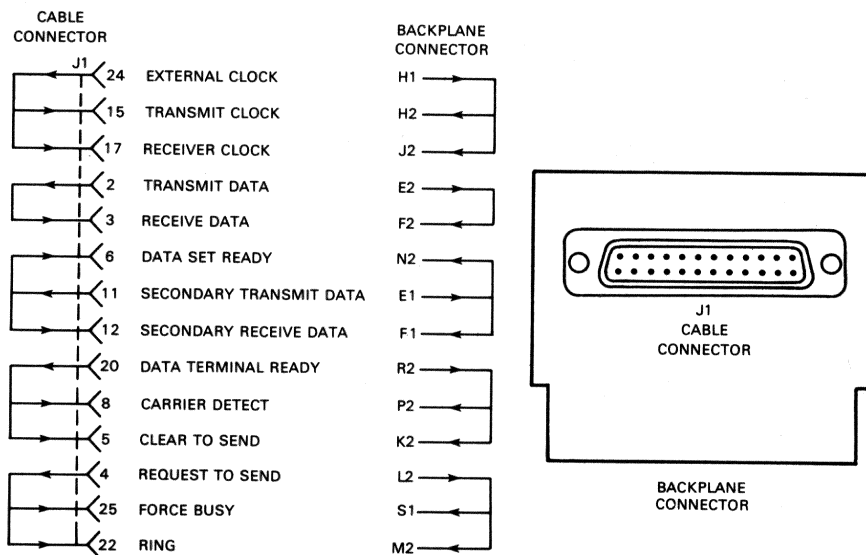 CABLE
CONNECTOR
BACKPLANE
CONNECTOR
J1
24 EXTERNAL CLOCK H1
15 TRANSMIT CLOCK H2
17 RECEIVER CLOCK J2
2 TRANSMIT DATA E2
3 RECEIVE DATA F2
6 DATA SET READY N2
11 SECONDARY TRANSMIT DATA E1
12 SECONDARY RECEIVE DATA F1
20 DATA TERMINAL READY R2
8 CARRIER DETECT P2
5 CLEAR TO SEND K2
4 REQUEST TO SEND L2
25 FORCE BUSY S1
22 RING M2
J1
CABLE
CONNECTOR
BACKPLANE
CONNECTOR